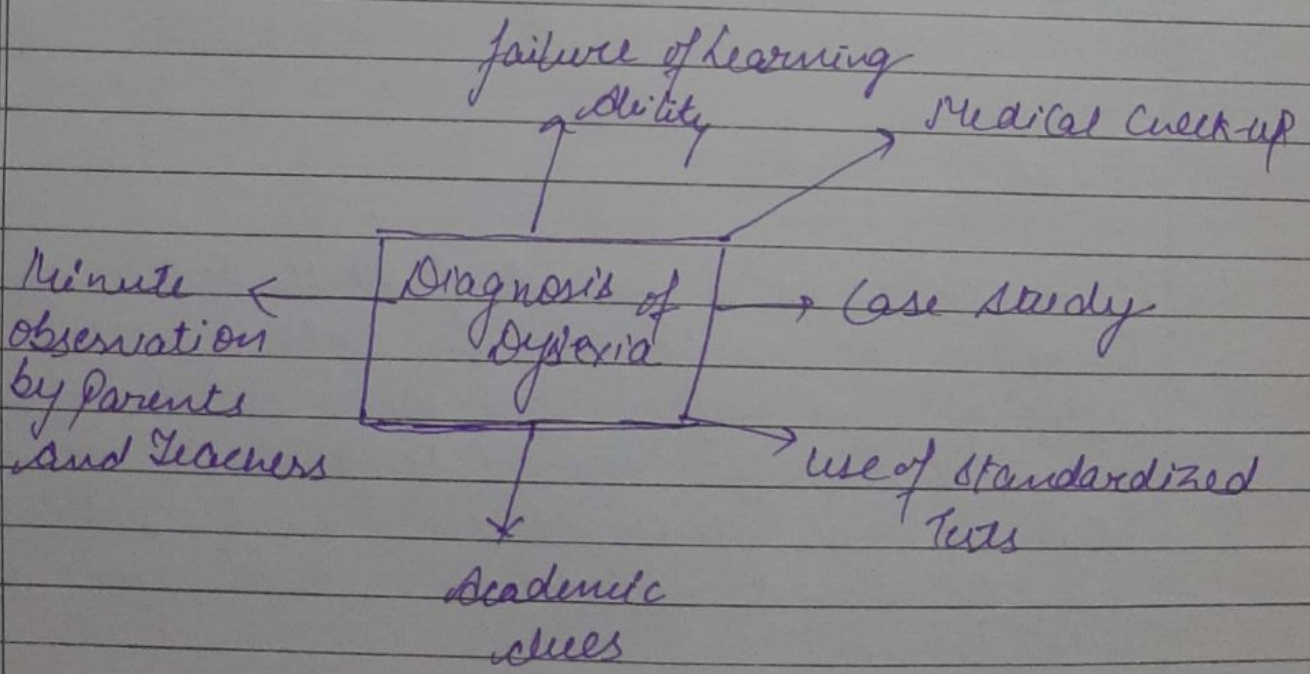 failure of Learning
Ability
Medical Check-up
Diagnosis of
Dyslexia
Minute
observation
by Parents
and Teachers
Case study
use of standardized
Tests
Academic
clues